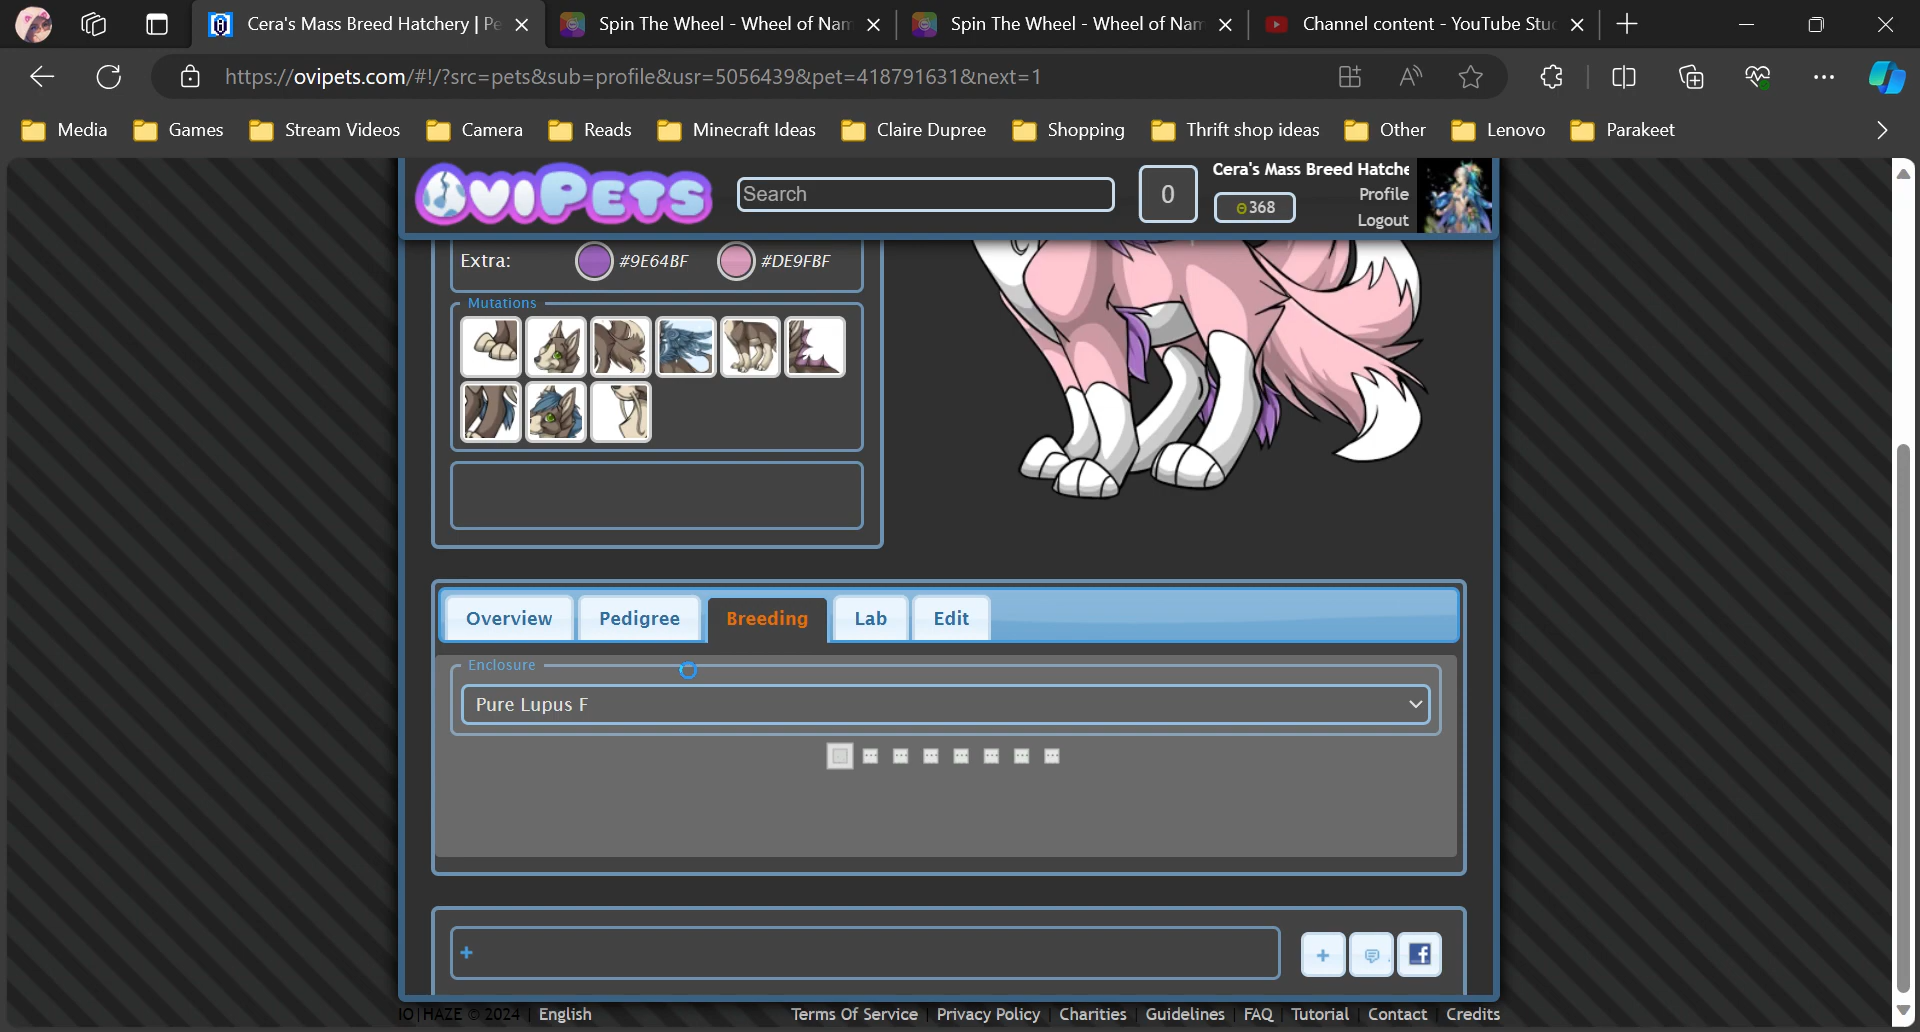 Cera's Mass Breed Hatchery | Pe
Spin The Wheel - Wheel of Nam
Spin The Wheel - Wheel of Nam
Channel content - YouTube Stu
https://ovipets.com/#!/?src=pets&sub=profile&usr=5056439&pet=418791631&next=1
Media
Games
Stream Videos
Camera
Reads
Minecraft Ideas
Claire Dupree
Shopping
Thrift shop ideas
Other
Lenovo
Parakeet
OviPets
Search
0
Cera's Mass Breed Hatche
368
Profile
Logout
Extra: #9E64BF #DE9FBF
Mutations
Overview
Pedigree
Breeding
Lab
Edit
Enclosure
Pure Lupus F
IO|HAZE © 2024
English
Terms Of Service
Privacy Policy
Charities
Guidelines
FAQ
Tutorial
Contact
Credits